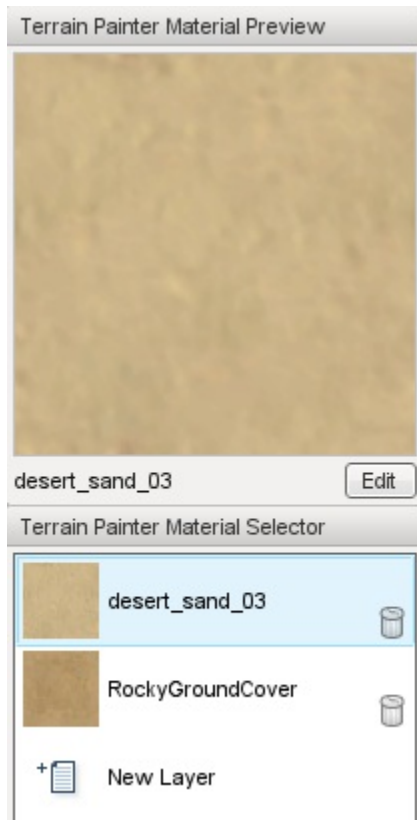 Terrain Painter Material Preview
desert_sand_03 Edit
Terrain Painter Material Selector
desert_sand_03
RockyGroundCover
New Layer